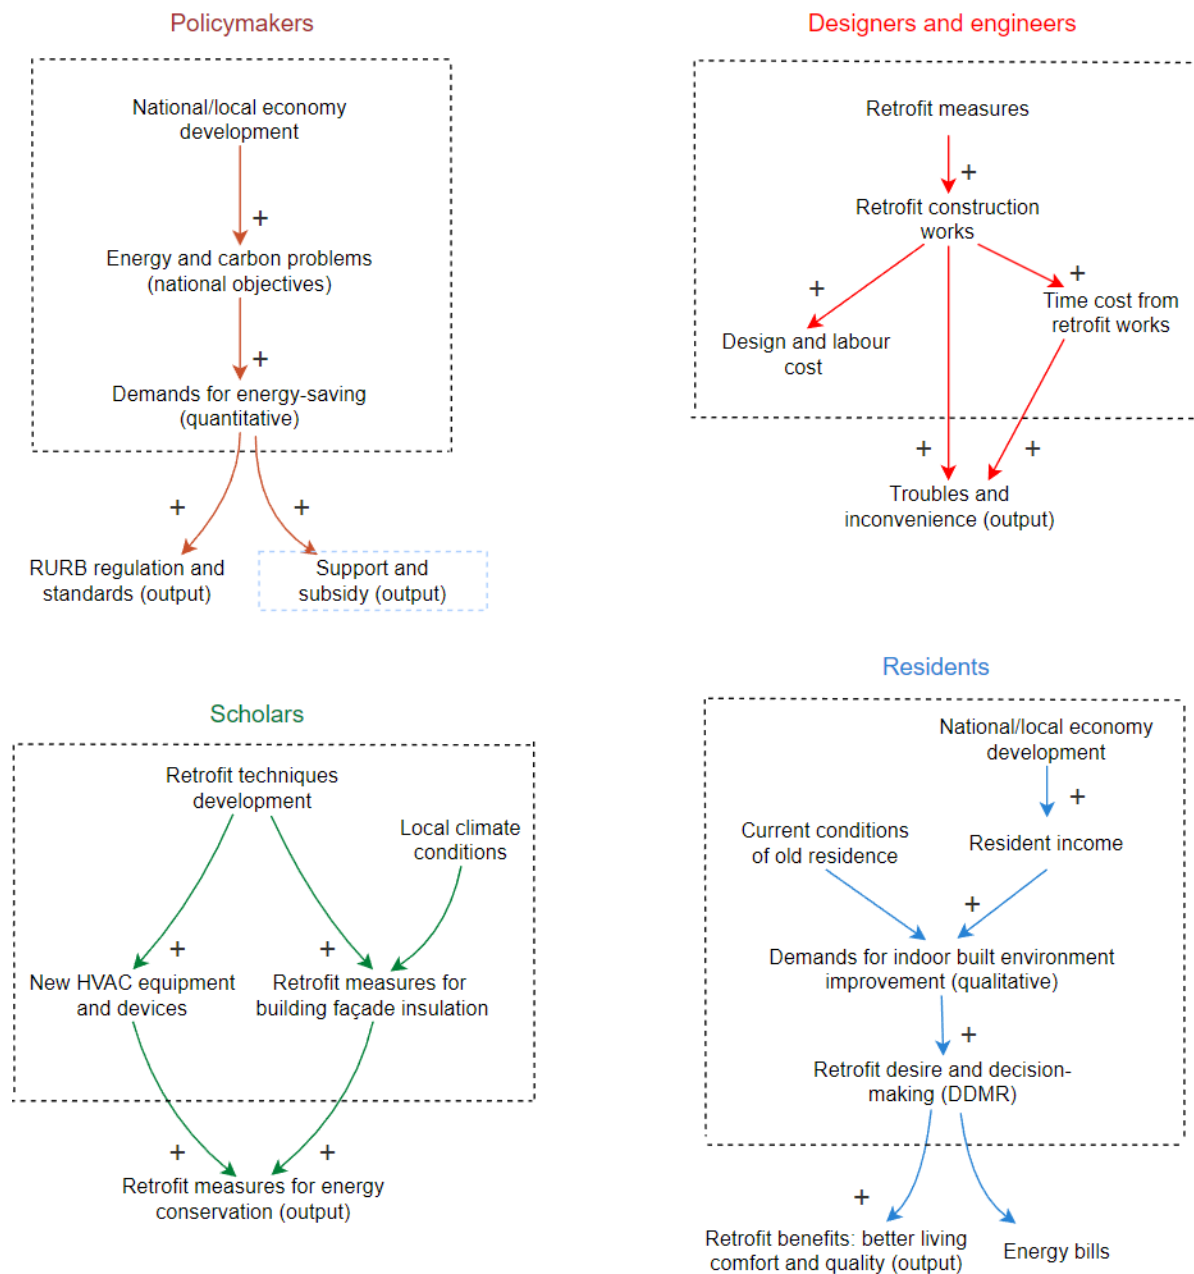 Policymakers
National/local economy
development
+
Energy and carbon problems
(national objectives)
+
Demands for energy-saving
(quantitative)
+
+
RURB regulation and
standards (output)
Support and
subsidy (output)
Designers and engineers
Retrofit measures
+
Retrofit construction
works
+
+
Design and labour
cost
Time cost from
retrofit works
+
+
Troubles and
inconvenience (output)
Scholars
Retrofit techniques
development
Local climate
conditions
+
+
New HVAC equipment
and devices
Retrofit measures for
building façade insulation
+
+
Retrofit measures for energy
conservation (output)
Residents
National/local economy
development
+
Current conditions
of old residence
Resident income
+
Demands for indoor built environment
improvement (qualitative)
+
Retrofit desire and decision-
making (DDMR)
+
Retrofit benefits: better living
comfort and quality (output)
Energy bills